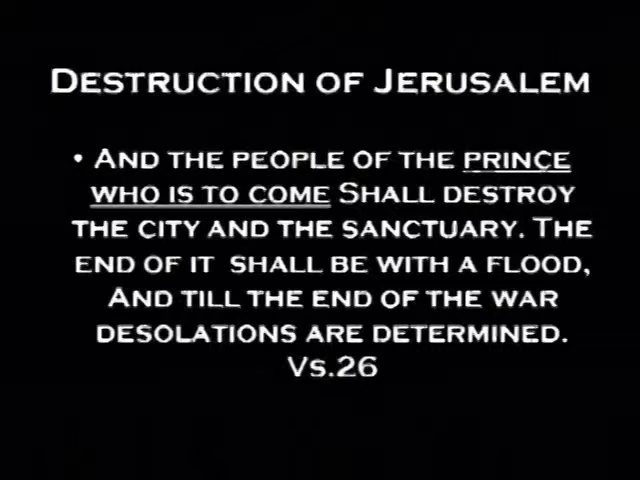 DESTRUCTION OF JERUSALEM
• AND THE PEOPLE OF THE PRINCE
WHO IS TO COME SHALL DESTROY
THE CITY AND THE SANCTUARY. THE
END OF IT SHALL BE WITH A FLOOD,
AND TILL THE END OF THE WAR
DESOLATIONS ARE DETERMINED.
VS.26